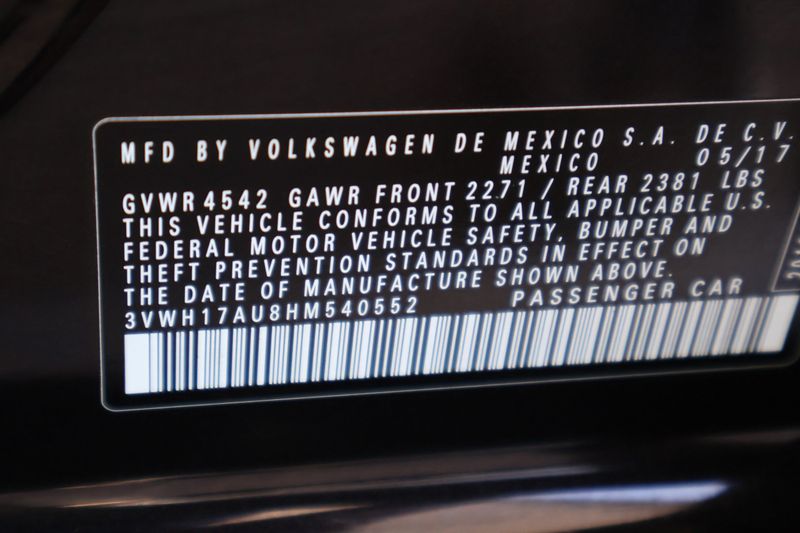 MFD BY VOLKSWAGEN DE MEXICO S.A. DE C.V.
MEXICO 05/17
GVWR 4542 GAWR FRONT 2271 / REAR 2381 LBS
THIS VEHICLE CONFORMS TO ALL APPLICABLE U.S.
FEDERAL MOTOR VEHICLE SAFETY, BUMPER AND
THEFT PREVENTION STANDARDS IN EFFECT ON
THE DATE OF MANUFACTURE SHOWN ABOVE.
3VWH17AU8HM540552 PASSENGER CAR